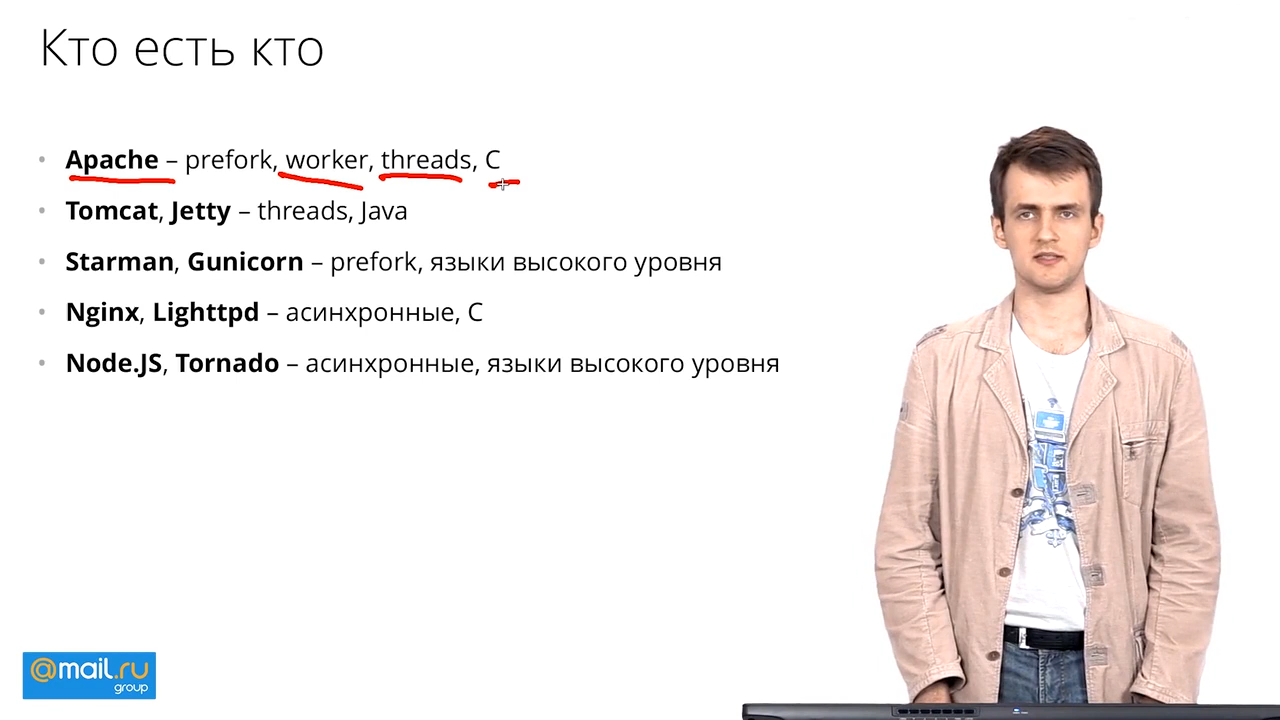 Кто есть кто
• Apache – prefork, worker, threads, C
• Tomcat, Jetty – threads, Java
• Starman, Gunicorn – prefork, языки высокого уровня
• Nginx, Lighttpd – асинхронные, C
• Node.JS, Tornado – асинхронные, языки высокого уровня
@mail.ru
group